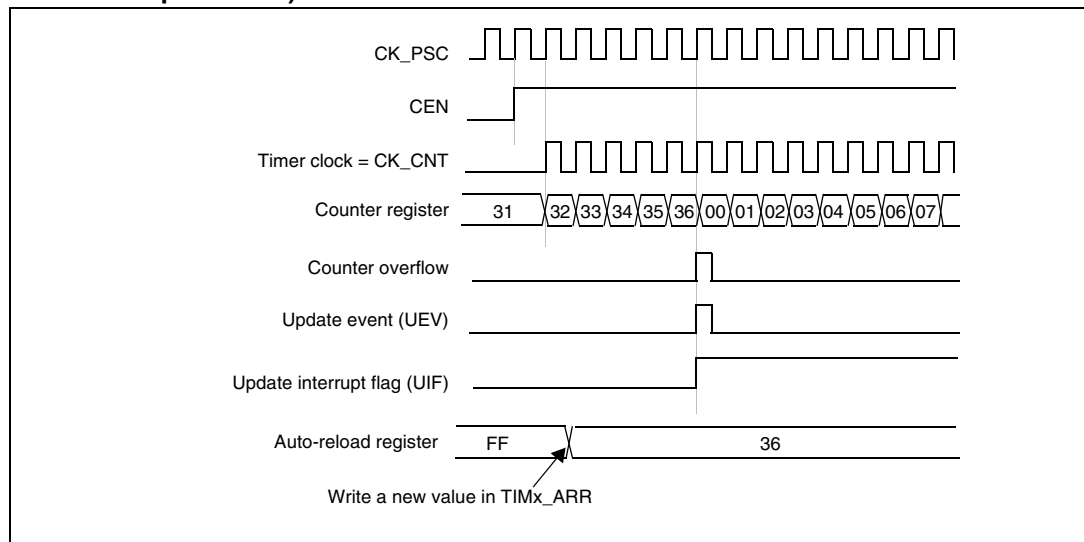 CK_PSC
CEN
Timer clock = CK_CNT
Counter register 31 32 33 34 35 36 00 01 02 03 04 05 06 07
Counter overflow
Update event (UEV)
Update interrupt flag (UIF)
Auto-reload register FF 36
Write a new value in TIMx_ARR